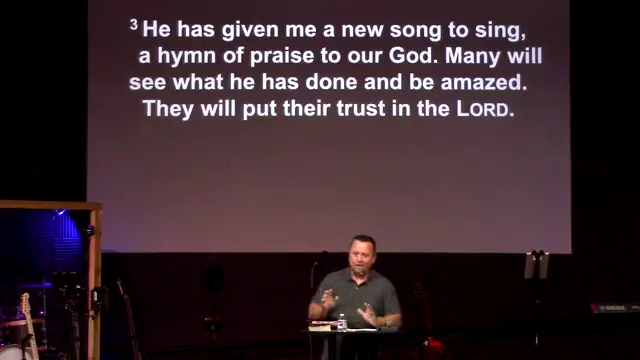 ³ He has given me a new song to sing,
a hymn of praise to our God. Many will
see what he has done and be amazed.
They will put their trust in the LORD.